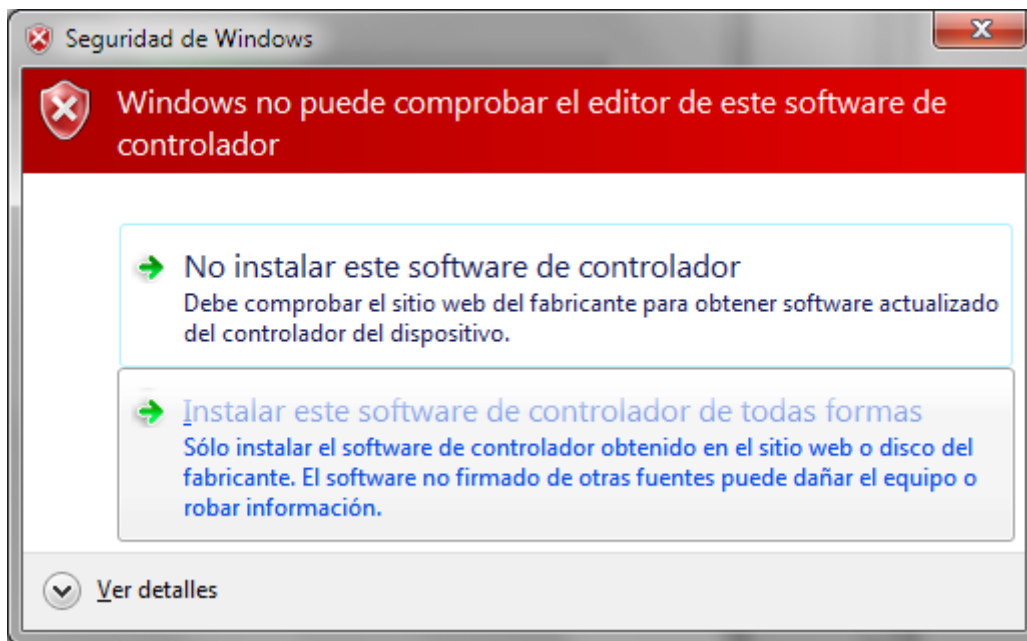 Seguridad de Windows
Windows no puede comprobar el editor de este software de
controlador
No instalar este software de controlador
Debe comprobar el sitio web del fabricante para obtener software actualizado
del controlador del dispositivo.
Instalar este software de controlador de todas formas
Sólo instalar el software de controlador obtenido en el sitio web o disco del
fabricante. El software no firmado de otras fuentes puede dañar el equipo o
robar información.
Ver detalles